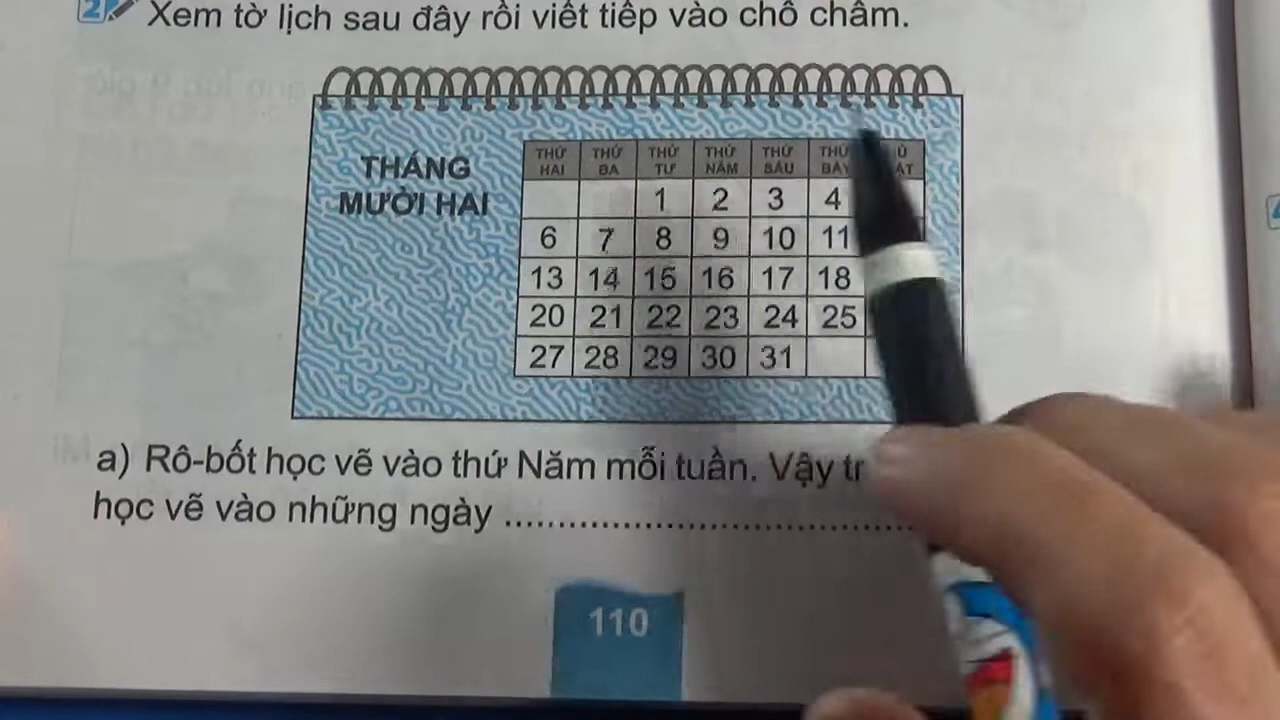 2 Xem tờ lịch sau đây rồi viết tiếp vào chỗ chấm.
THÁNG
MƯỜI HAI
THỨ HAI THỨ BA THỨ TƯ THỨ NĂM THỨ SÁU THỨ BẢY
1 2 3 4
6 7 8 9 10 11
13 14 15 16 17 18
20 21 22 23 24 25
27 28 29 30 31
a) Rô-bốt học vẽ vào thứ Năm mỗi tuần. Vậy
học vẽ vào những ngày ........................................
110